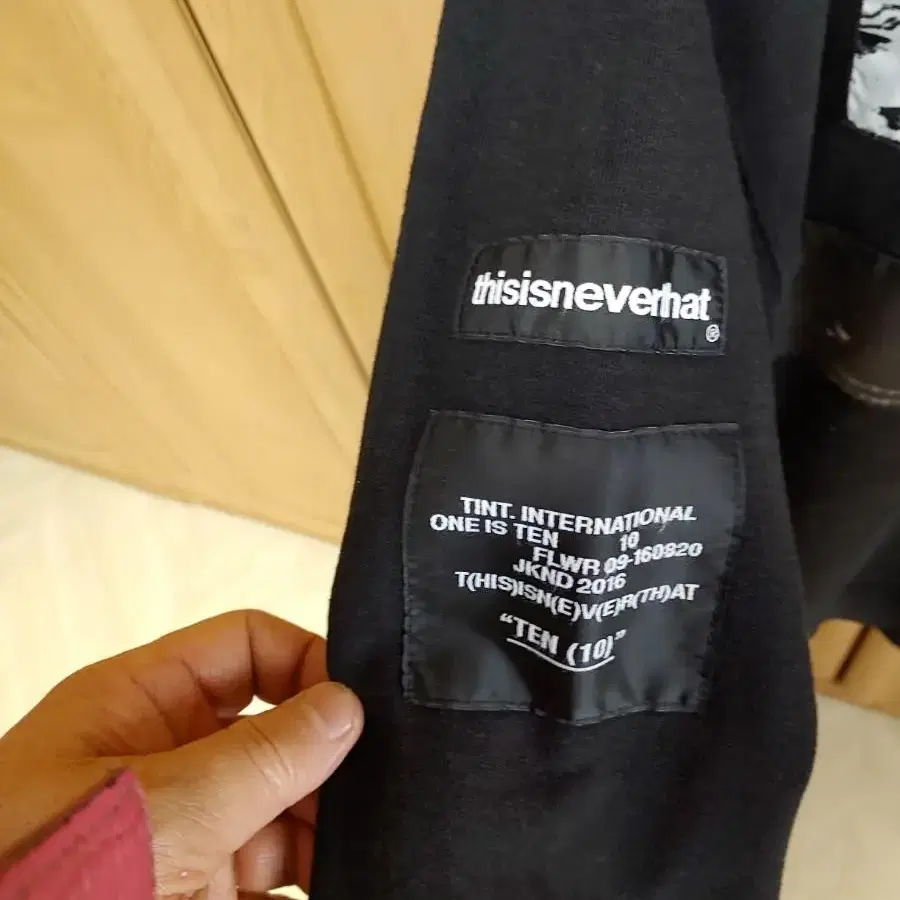 thisisneverthat®
TINT. INTERNATIONAL
ONE IS TEN 10
FLWR 09-160820
JKND 2016
T(HIS)ISN(E)V(E)R(TH)AT
“TEN (10)”